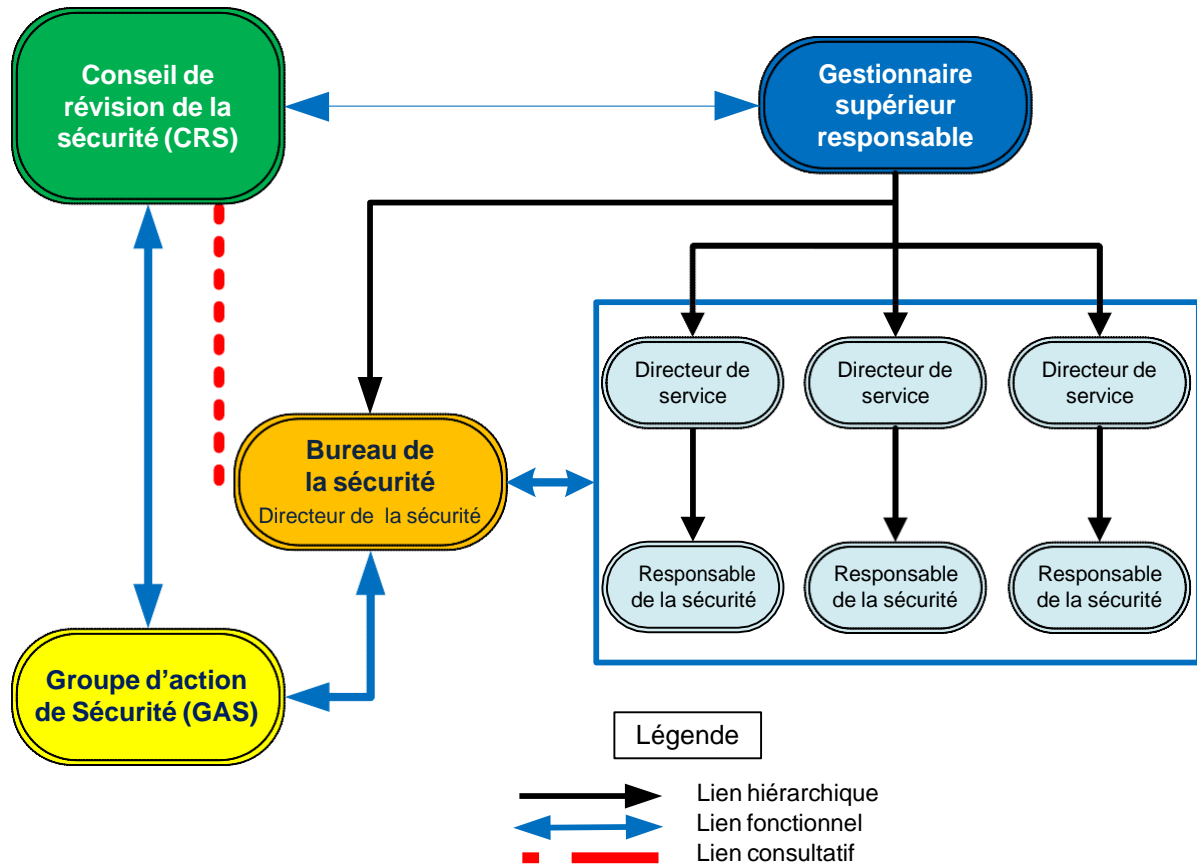 Conseil de
révision de la
sécurité (CRS)
Gestionnaire
supérieur
responsable
Directeur de
service
Directeur de
service
Directeur de
service
Bureau de
la sécurité
Directeur de la sécurité
Responsable
de la sécurité
Responsable
de la sécurité
Responsable
de la sécurité
Groupe d’action
de Sécurité (GAS)
Légende
Lien hiérarchique
Lien fonctionnel
Lien consultatif